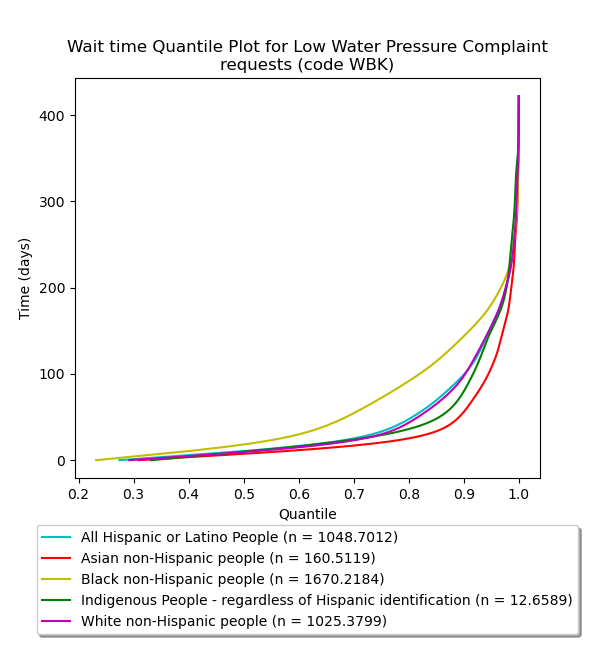 Wait time Quantile Plot for Low Water Pressure Complaint
requests (code WBK)
400
300
200
100
0
Time (days)
0.2 0.3 0.4 0.5 0.6 0.7 0.8 0.9 1.0
Quantile
All Hispanic or Latino People (n = 1048.7012)
Asian non-Hispanic people (n = 160.5119)
Black non-Hispanic people (n = 1670.2184)
Indigenous People - regardless of Hispanic identification (n = 12.6589)
White non-Hispanic people (n = 1025.3799)